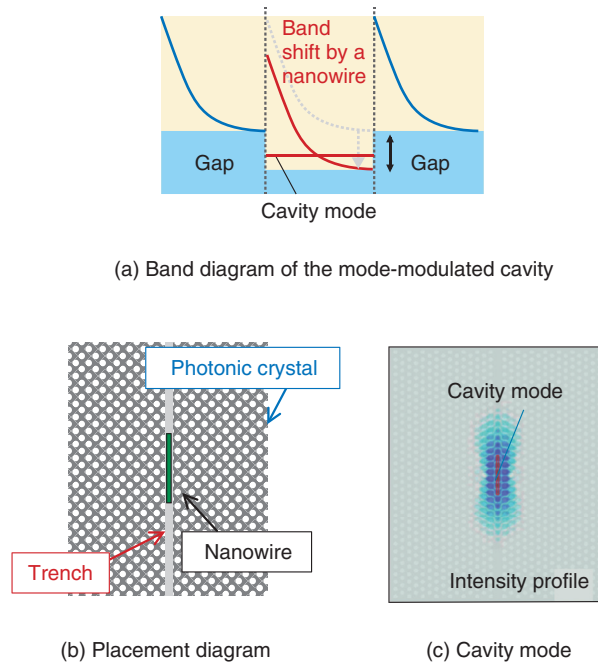 Band
shift by a
nanowire
Gap
Gap
Cavity mode
(a) Band diagram of the mode-modulated cavity
Photonic crystal
Nanowire
Trench
(b) Placement diagram
Cavity mode
Intensity profile
(c) Cavity mode